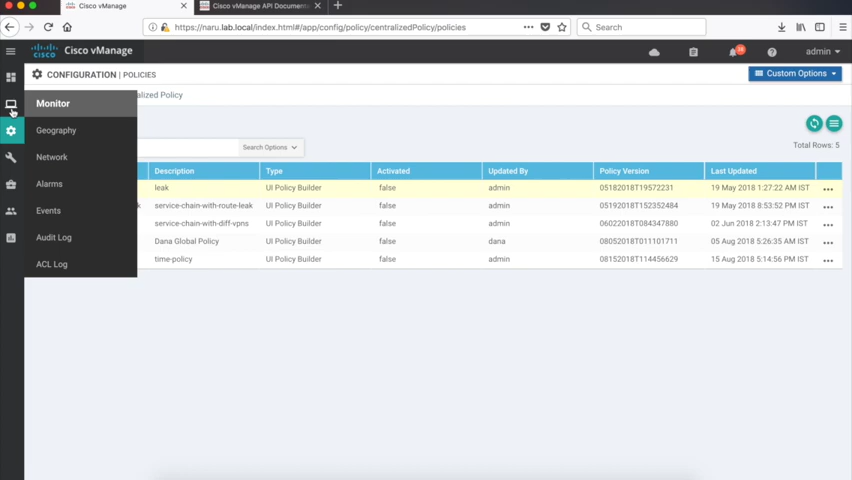 Cisco vManage
Cisco vManage API Documenta
https://naru.lab.local/index.html#/app/config/policy/centralizedPolicy/policies
Search
cisco
Cisco vManage
admin
CONFIGURATION | POLICIES
Custom Options
Monitor
alized Policy
Geography
Network
Search Options
Total Rows: 5
Alarms
Events
Audit Log
ACL Log
Description Type Activated Updated By Policy Version Last Updated
leak UI Policy Builder false admin 05182018T19572231 19 May 2018 1:27:22 AM IST
k service-chain-with-route-leak UI Policy Builder false admin 05192018T152352484 19 May 2018 8:53:52 PM IST
service-chain-with-diff-vpns UI Policy Builder false admin 06022018T084347880 02 Jun 2018 2:13:47 PM IST
Dana Global Policy UI Policy Builder false dana 08052018T011101711 05 Aug 2018 5:26:35 AM IST
time-policy UI Policy Builder false admin 08152018T114456629 15 Aug 2018 5:14:56 PM IST